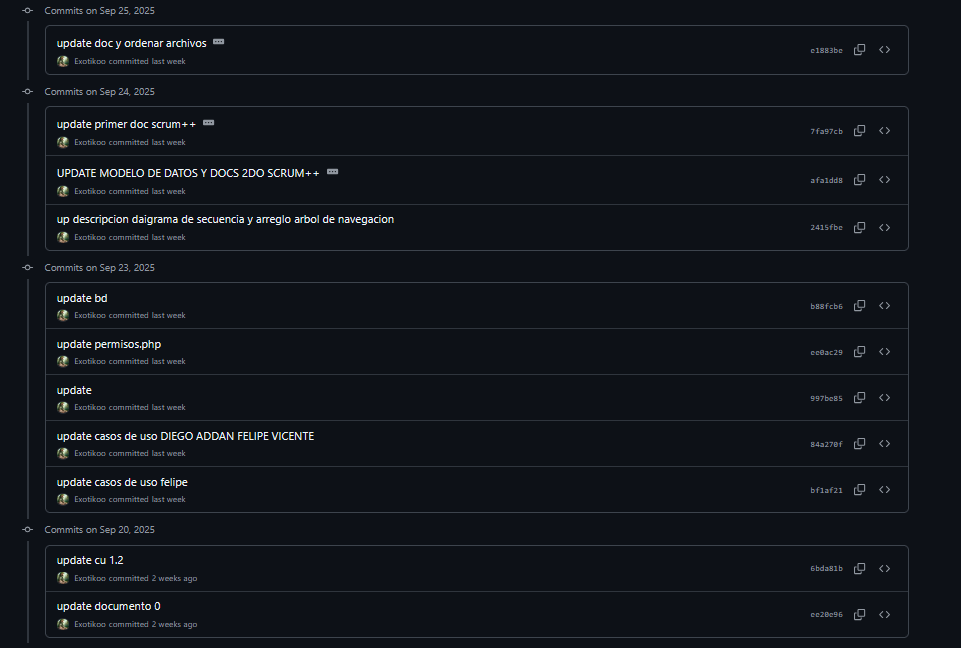 Commits on Sep 25, 2025
update doc y ordenar archivos
Exotikoo committed last week
e1883be
Commits on Sep 24, 2025
update primer doc scrum++
Exotikoo committed last week
7fa97cb
UPDATE MODELO DE DATOS Y DOCS 2DO SCRUM++
Exotikoo committed last week
afa1dd8
up descripcion daigrama de secuencia y arreglo arbol de navegacion
Exotikoo committed last week
2415fbe
Commits on Sep 23, 2025
update bd
Exotikoo committed last week
b88fcb6
update permisos.php
Exotikoo committed last week
ee0ac29
update
Exotikoo committed last week
997be85
update casos de uso DIEGO ADDAN FELIPE VICENTE
Exotikoo committed last week
84a270f
update casos de uso felipe
Exotikoo committed last week
bf1af21
Commits on Sep 20, 2025
update cu 1.2
Exotikoo committed 2 weeks ago
6bda81b
update documento 0
Exotikoo committed 2 weeks ago
ee20e96